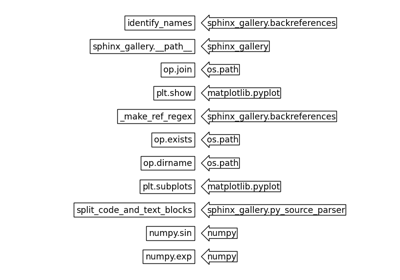 identify_names sphinx_gallery.backreferences
sphinx_gallery.__path__ sphinx_gallery
op.join os.path
plt.show matplotlib.pyplot
_make_ref_regex sphinx_gallery.backreferences
op.exists os.path
op.dirname os.path
plt.subplots matplotlib.pyplot
split_code_and_text_blocks sphinx_gallery.py_source_parser
numpy.sin numpy
numpy.exp numpy